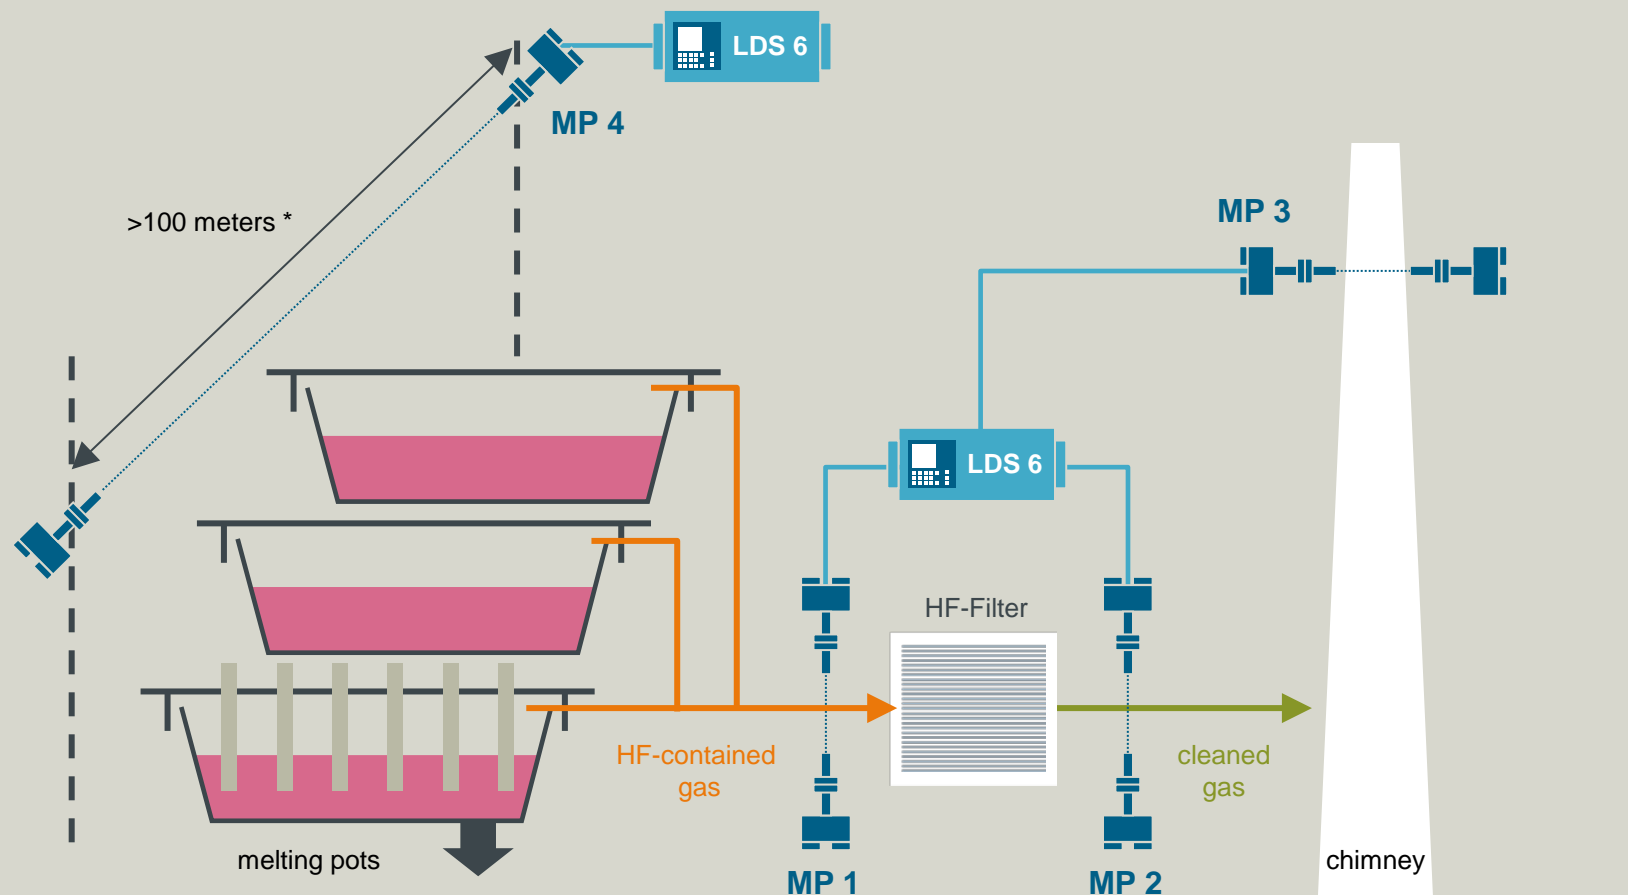 LDS 6
MP 4
>100 meters *
MP 3
LDS 6
HF-Filter
HF-contained
gas
cleaned
gas
melting pots
MP 1
MP 2
chimney